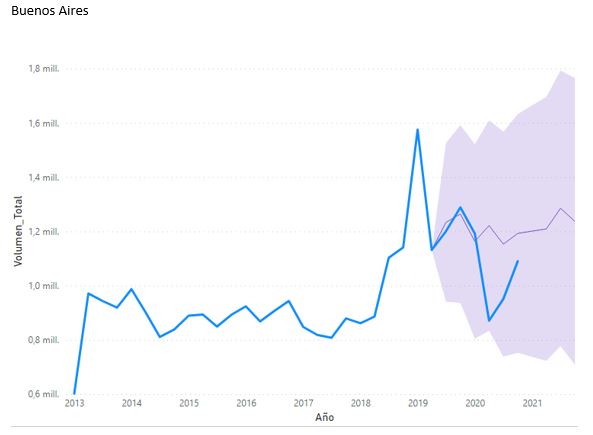 Buenos Aires
1,8 mill.
1,6 mill.
1,4 mill.
1,2 mill.
1,0 mill.
0,8 mill.
0,6 mill.
Volumen_Total
2013 2014 2015 2016 2017 2018 2019 2020 2021
Año